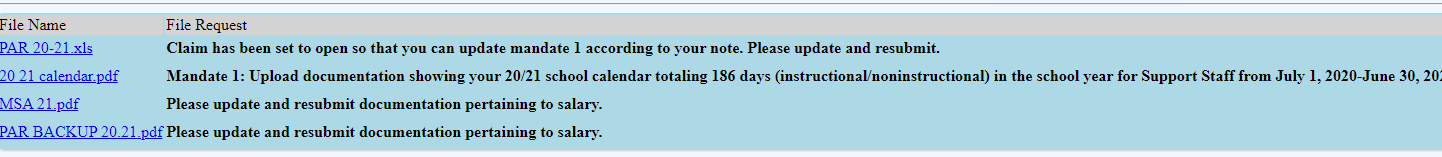 File Name File Request
PAR 20-21.xls Claim has been set to open so that you can update mandate 1 according to your note. Please update and resubmit.
20 21 calendar.pdf Mandate 1: Upload documentation showing your 20/21 school calendar totaling 186 days (instructional/noninstructional) in the school year for Support Staff from July 1, 2020-June 30,
MSA 21.pdf Please update and resubmit documentation pertaining to salary.
PAR BACKUP 20.21.pdf Please update and resubmit documentation pertaining to salary.